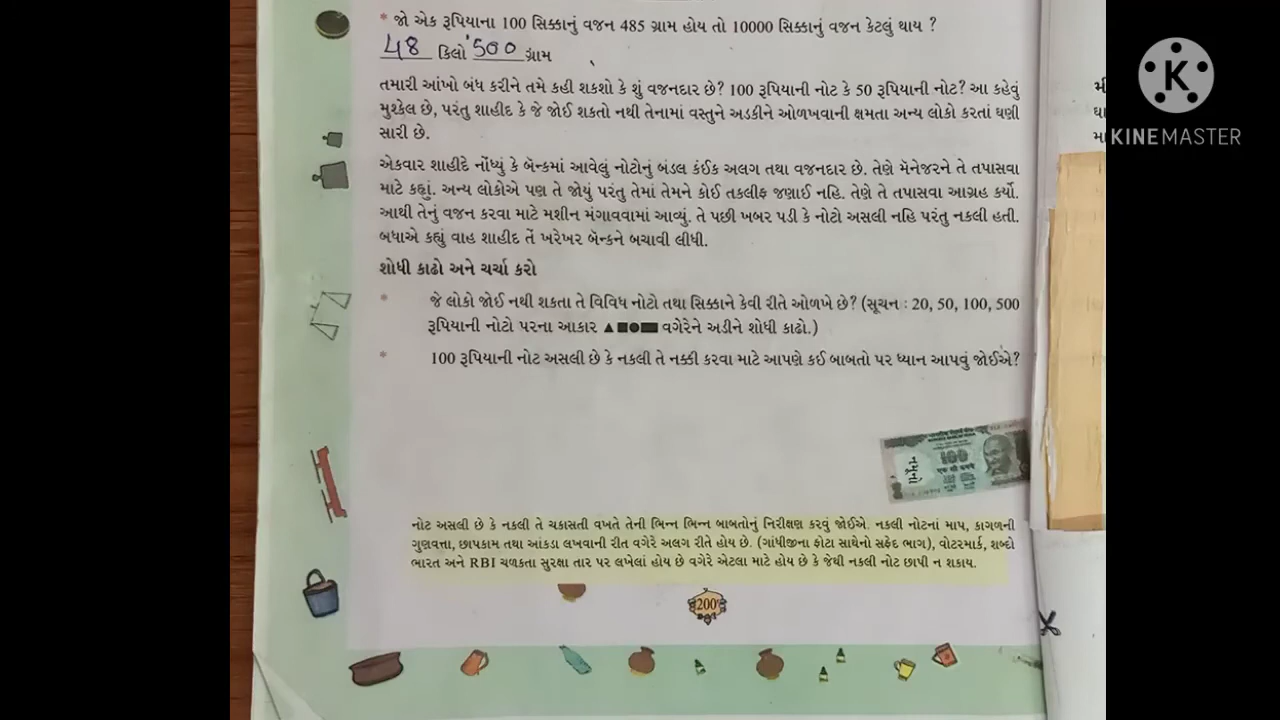 * જો એક રૂપિયાના 100 સિક્કાનું વજન 485 ગ્રામ હોય તો 10000 સિક્કાનું વજન કેટલું થાય ?
48 કિલો 500 ગ્રામ
તમારી આંખો બંધ કરીને તમે કહી શકશો કે શું વજનદાર છે? 100 રૂપિયાની નોટ કે 50 રૂપિયાની નોટ? આ કહેવું
મુશ્કેલ છે, પરંતુ શાહીદ કે જે જોઈ શકતો નથી તેનામાં વસ્તુને અડકીને ઓળખવાની ક્ષમતા અન્ય લોકો કરતાં ઘણી
સારી છે.
એકવાર શાહીદે નોંધ્યું કે બૅન્કમાં આવેલું નોટોનું બંડલ કંઈક અલગ તથા વજનદાર છે. તેણે મૅનેજરને તે તપાસવા
માટે કહ્યું. અન્ય લોકોએ પણ તે જોયું પરંતુ તેમાં તેમને કોઈ તકલીફ જણાઈ નહિ. તેણે તે તપાસવા આગ્રહ કર્યો.
આથી તેનું વજન કરવા માટે મશીન મંગાવવામાં આવ્યું. તે પછી ખબર પડી કે નોટો અસલી નહિ પરંતુ નકલી હતી.
બધાએ કહ્યું વાહ શાહીદ તેં ખરેખર બૅન્કને બચાવી લીધી.
શોધી કાઢો અને ચર્ચા કરો
* જે લોકો જોઈ નથી શકતા તે વિવિધ નોટો તથા સિક્કાને કેવી રીતે ઓળખે છે? (સૂચન : 20, 50, 100, 500
રૂપિયાની નોટો પરના આકાર ▲■●▬ વગેરેને અડીને શોધી કાઢો.)
* 100 રૂપિયાની નોટ અસલી છે કે નકલી તે નક્કી કરવા માટે આપણે કઈ બાબતો પર ધ્યાન આપવું જોઈએ?
100
નમૂનો
નોટ અસલી છે કે નકલી તે ચકાસતી વખતે તેની ભિન્ન ભિન્ન બાબતોનું નિરીક્ષણ કરવું જોઈએ. નકલી નોટનાં માપ, કાગળની
ગુણવત્તા, છાપકામ તથા આંકડા લખવાની રીત વગેરે અલગ રીતે હોય છે. (ગાંધીજીના ફોટા સાથેનો સફેદ ભાગ), વોટરમાર્ક, શબ્દો
ભારત અને RBI ચળકતા સુરક્ષા તાર પર લખેલાં હોય છે વગેરે એટલા માટે હોય છે કે જેથી નકલી નોટ છાપી ન શકાય.
200
K
KINEMASTER